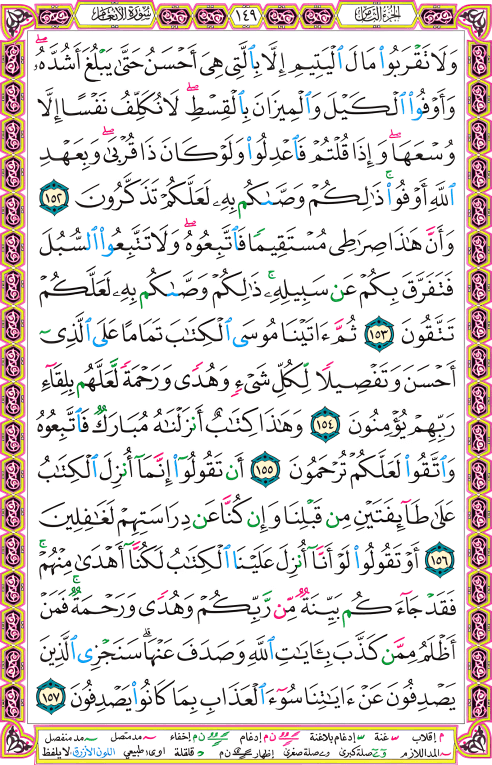 الجزء الثامن ١٤٩ سورة الأنعام
وَلَا تَقْرَبُوا۟ مَالَ ٱلْيَتِيمِ إِلَّا بِٱلَّتِى هِىَ أَحْسَنُ حَتَّىٰ يَبْلُغَ أَشُدَّهُۥۖ
وَأَوْفُوا۟ ٱلْكَيْلَ وَٱلْمِيزَانَ بِٱلْقِسْطِۖ لَا نُكَلِّفُ نَفْسًا إِلَّا
وُسْعَهَاۖ وَإِذَا قُلْتُمْ فَٱعْدِلُوا۟ وَلَوْ كَانَ ذَا قُرْبَىٰۖ وَبِعَهْدِ
ٱللَّهِ أَوْفُوا۟ۚ ذَٰلِكُمْ وَصَّىٰكُم بِهِۦ لَعَلَّكُمْ تَذَكَّرُونَ ١٥٢
وَأَنَّ هَٰذَا صِرَٰطِى مُسْتَقِيمًا فَٱتَّبِعُوهُۖ وَلَا تَتَّبِعُوا۟ ٱلسُّبُلَ
فَتَفَرَّقَ بِكُمْ عَن سَبِيلِهِۦۚ ذَٰلِكُمْ وَصَّىٰكُم بِهِۦ لَعَلَّكُمْ
تَتَّقُونَ ١٥٣ ثُمَّ ءَاتَيْنَا مُوسَى ٱلْكِتَٰبَ تَمَامًا عَلَى ٱلَّذِىٓ
أَحْسَنَ وَتَفْصِيلًا لِّكُلِّ شَىْءٍ وَهُدًى وَرَحْمَةً لَّعَلَّهُم بِلِقَآءِ
رَبِّهِمْ يُؤْمِنُونَ ١٥٤ وَهَٰذَا كِتَٰبٌ أَنزَلْنَٰهُ مُبَارَكٌ فَٱتَّبِعُوهُ
وَٱتَّقُوا۟ لَعَلَّكُمْ تُرْحَمُونَ ١٥٥ أَن تَقُولُوٓا۟ إِنَّمَآ أُنزِلَ ٱلْكِتَٰبُ
عَلَىٰ طَآئِفَتَيْنِ مِن قَبْلِنَا وَإِن كُنَّا عَن دِرَاسَتِهِمْ لَغَٰفِلِينَ
١٥٦ أَوْ تَقُولُوا۟ لَوْ أَنَّآ أُنزِلَ عَلَيْنَا ٱلْكِتَٰبُ لَكُنَّآ أَهْدَىٰ مِنْهُمْۚ
فَقَدْ جَآءَكُم بَيِّنَةٌ مِّن رَّبِّكُمْ وَهُدًى وَرَحْمَةٌۚ فَمَنْ
أَظْلَمُ مِمَّن كَذَّبَ بِـَٔايَٰتِ ٱللَّهِ وَصَدَفَ عَنْهَاۗ سَنَجْزِى ٱلَّذِينَ
يَصْدِفُونَ عَنْ ءَايَٰتِنَا سُوٓءَ ٱلْعَذَابِ بِمَا كَانُوا۟ يَصْدِفُونَ ١٥٧
م إقلاب س غنة س إدغام بلاغنة ن م إدغام ن م إخفاء مد متصل مد منفصل
المد اللازم صلة كبرى صلة صغرى إظهار ن م د قلقلة اوى طبيعي اللون الأزرق لا يلفظ